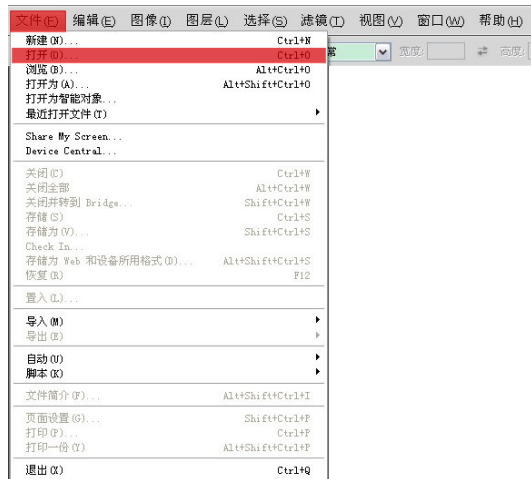 文件(F) 编辑(E) 图像(I) 图层(L) 选择(S) 滤镜(T) 视图(V) 窗口(W) 帮助(H)
常 宽度: 高度:
新建(N)... Ctrl+N
打开(O)... Ctrl+O
浏览(B)... Alt+Ctrl+O
打开为(A)... Alt+Shift+Ctrl+O
打开为智能对象...
最近打开文件(T)
Share My Screen...
Device Central...
关闭(C) Ctrl+W
关闭全部 Alt+Ctrl+W
关闭并转到 Bridge... Shift+Ctrl+W
存储(S) Ctrl+S
存储为(V)... Shift+Ctrl+S
Check In...
存储为 Web 和设备所用格式(D)... Alt+Shift+Ctrl+S
恢复(R) F12
置入(L)...
导入(M)
导出(E)
自动(U)
脚本(K)
文件简介(F)... Alt+Shift+Ctrl+I
页面设置(G)... Shift+Ctrl+P
打印(P)... Ctrl+P
打印一份(Y) Alt+Shift+Ctrl+P
退出(X) Ctrl+Q